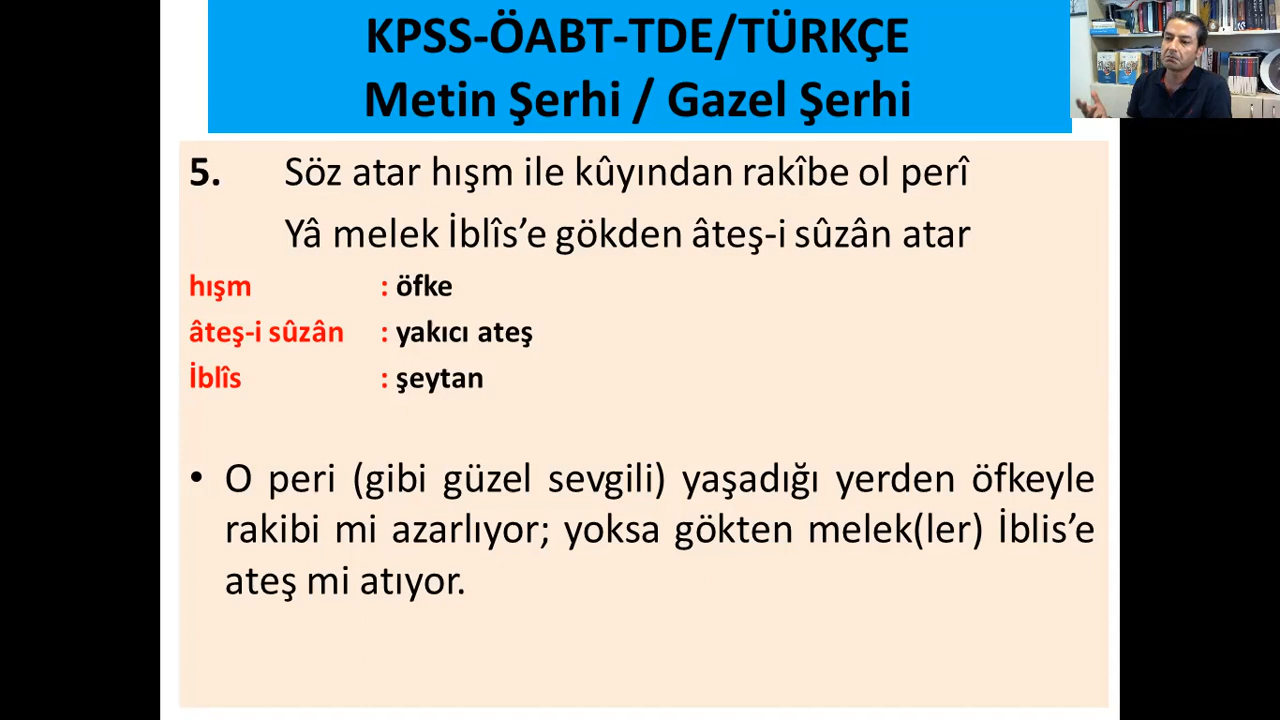 KPSS-ÖABT-TDE/TÜRKÇE
Metin Şerhi / Gazel Şerhi
5. Söz atar hışm ile kûyından rakîbe ol perî
Yâ melek İblîs’e gökden âteş-i sûzân atar
hışm : öfke
âteş-i sûzân : yakıcı ateş
İblîs : şeytan
• O peri (gibi güzel sevgili) yaşadığı yerden öfkeyle
rakibi mi azarlıyor; yoksa gökten melek(ler) İblis’e
ateş mi atıyor.